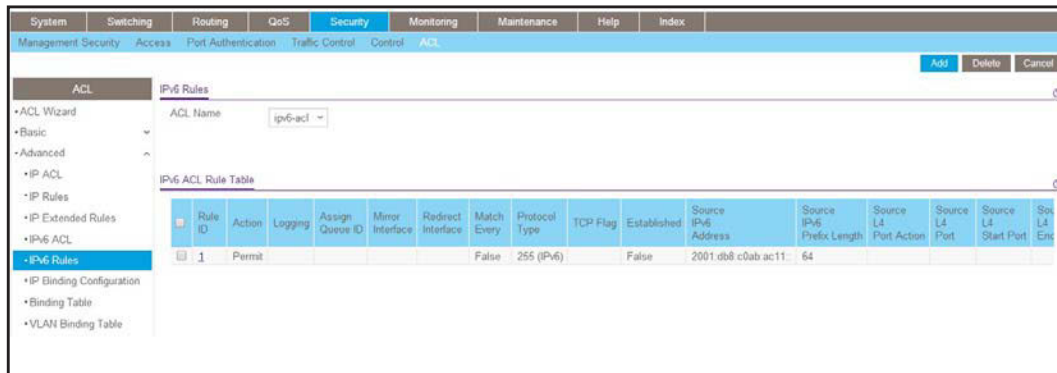 System Switching Routing QoS Security Monitoring Maintenance Help Index
Management Security Access Port Authentication Traffic Control Control ACL
Add Delete Cancel
ACL
•ACL Wizard
•Basic
•Advanced
•IP ACL
•IP Rules
•IP Extended Rules
•IPv6 ACL
•IPv6 Rules
•IP Binding Configuration
•Binding Table
•VLAN Binding Table
IPv6 Rules
ACL Name ipv6-acl
IPv6 ACL Rule Table
Rule ID Action Logging Assign Queue ID Mirror Interface Redirect Interface Match Every Protocol Type TCP Flag Established Source IPv6 Address Source IPv6 Prefix Length Source L4 Port Action Source L4 Port Source L4 Start Port Sou L4 End
1 Permit False 255 (IPv6) False 2001:db8:c0ab:ac11:: 64